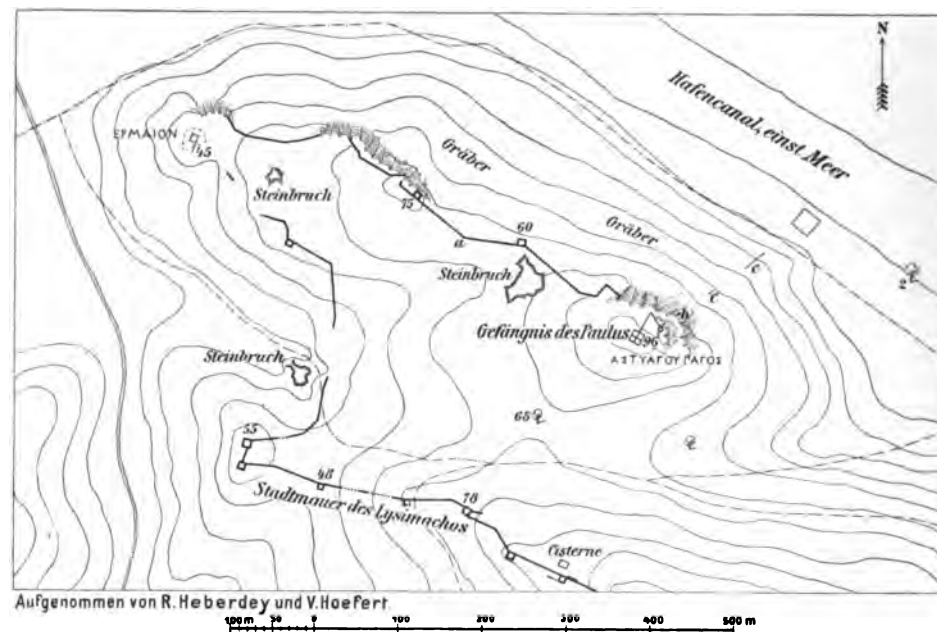 N
Hafencanal, einst Meer
ΕΡΜΑΙΟΝ
45
Steinbruch
Gräber
75
a
60
Gräber
c
2
Steinbruch
c
b
Gefängnis des Paulus
96
ΑΣΤΥΑΓΟΥ ΠΑΓΟΣ
Steinbruch
65
55
48
Stadtmauer des Lysimachos
78
Cisterne
Aufgenommen von R. Heberdey und V. Hoefert.
100 m 50 0 100 200 300 400 500 m